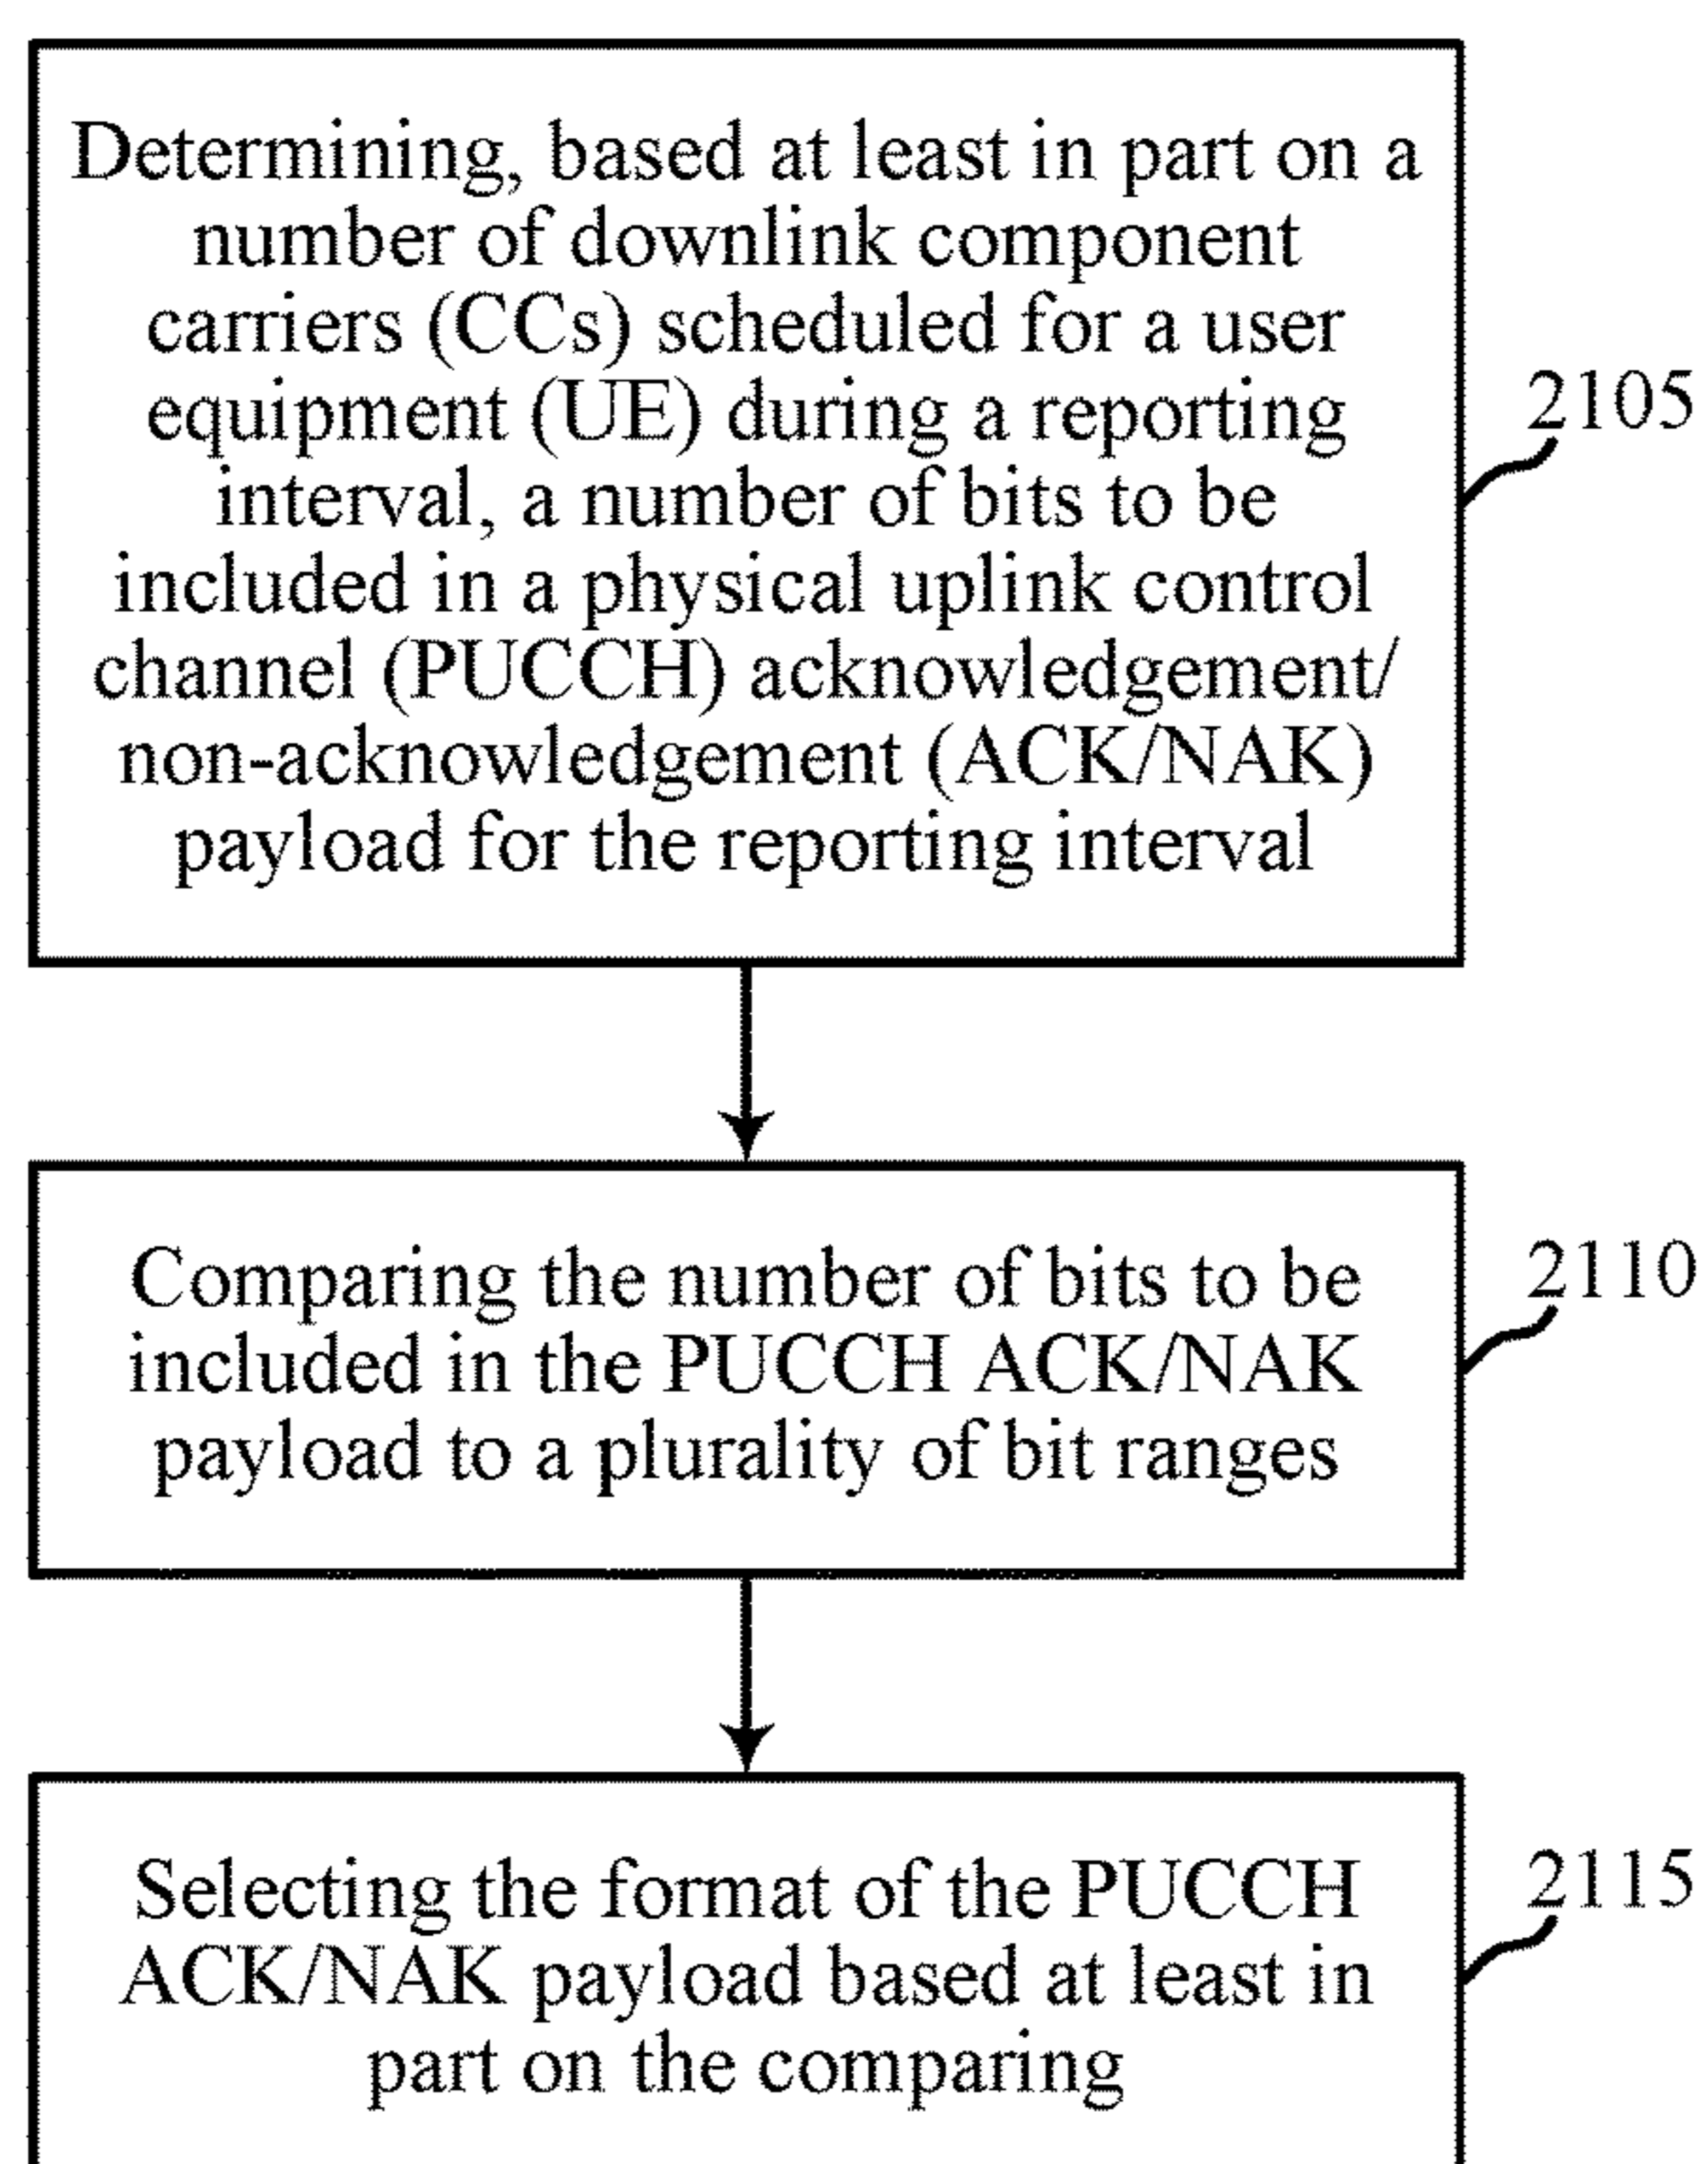 Determining, based at least in part on a
number of downlink component
carriers (CCs) scheduled for a user
equipment (UE) during a reporting
interval, a number of bits to be
included in a physical uplink control
channel (PUCCH) acknowledgement/
non-acknowledgement (ACK/NAK)
payload for the reporting interval
2105
Comparing the number of bits to be
included in the PUCCH ACK/NAK
payload to a plurality of bit ranges
2110
Selecting the format of the PUCCH
ACK/NAK payload based at least in
part on the comparing
2115